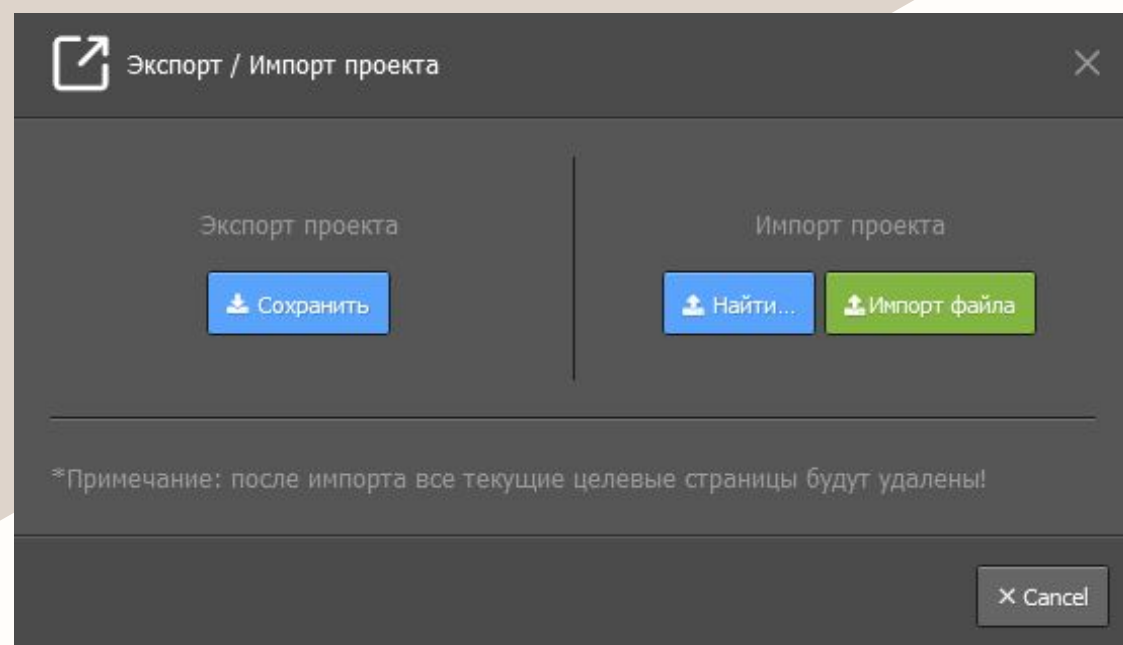 Экспорт / Импорт проекта
Экспорт проекта
Импорт проекта
Сохранить
Найти...
Импорт файла
*Примечание: после импорта все текущие целевые страницы будут удалены!
Cancel